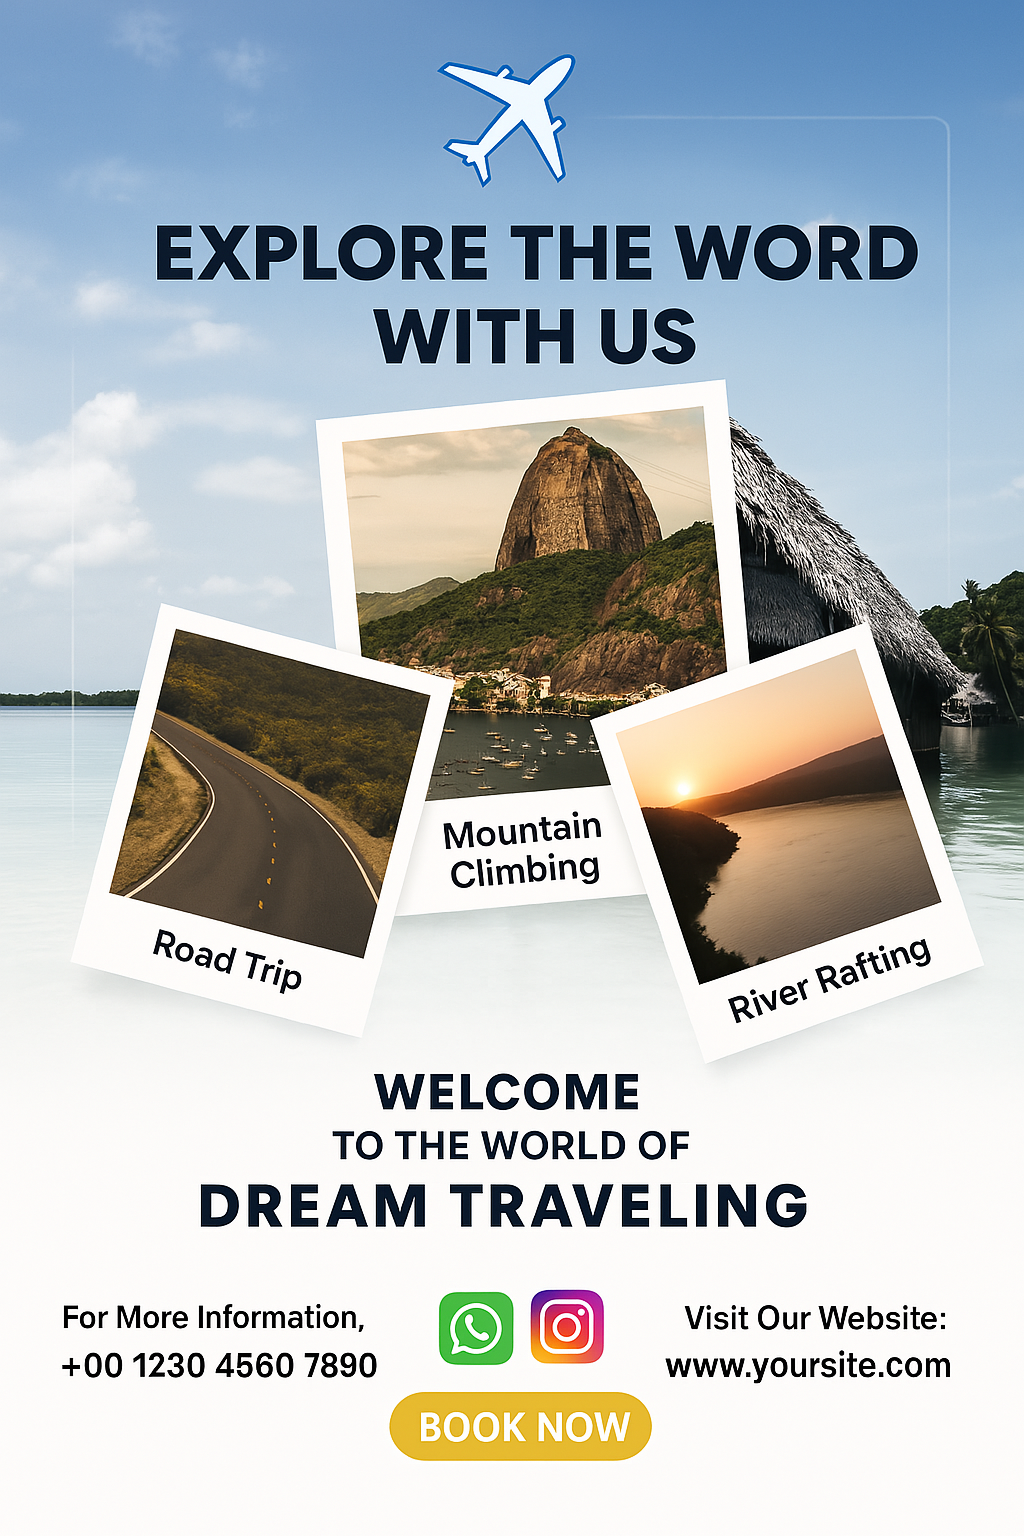 EXPLORE THE WORD
WITH US
Mountain
Climbing
Road Trip
River Rafting
WELCOME
TO THE WORLD OF
DREAM TRAVELING
For More Information,
+00 1230 4560 7890
Visit Our Website:
www.yoursite.com
BOOK NOW